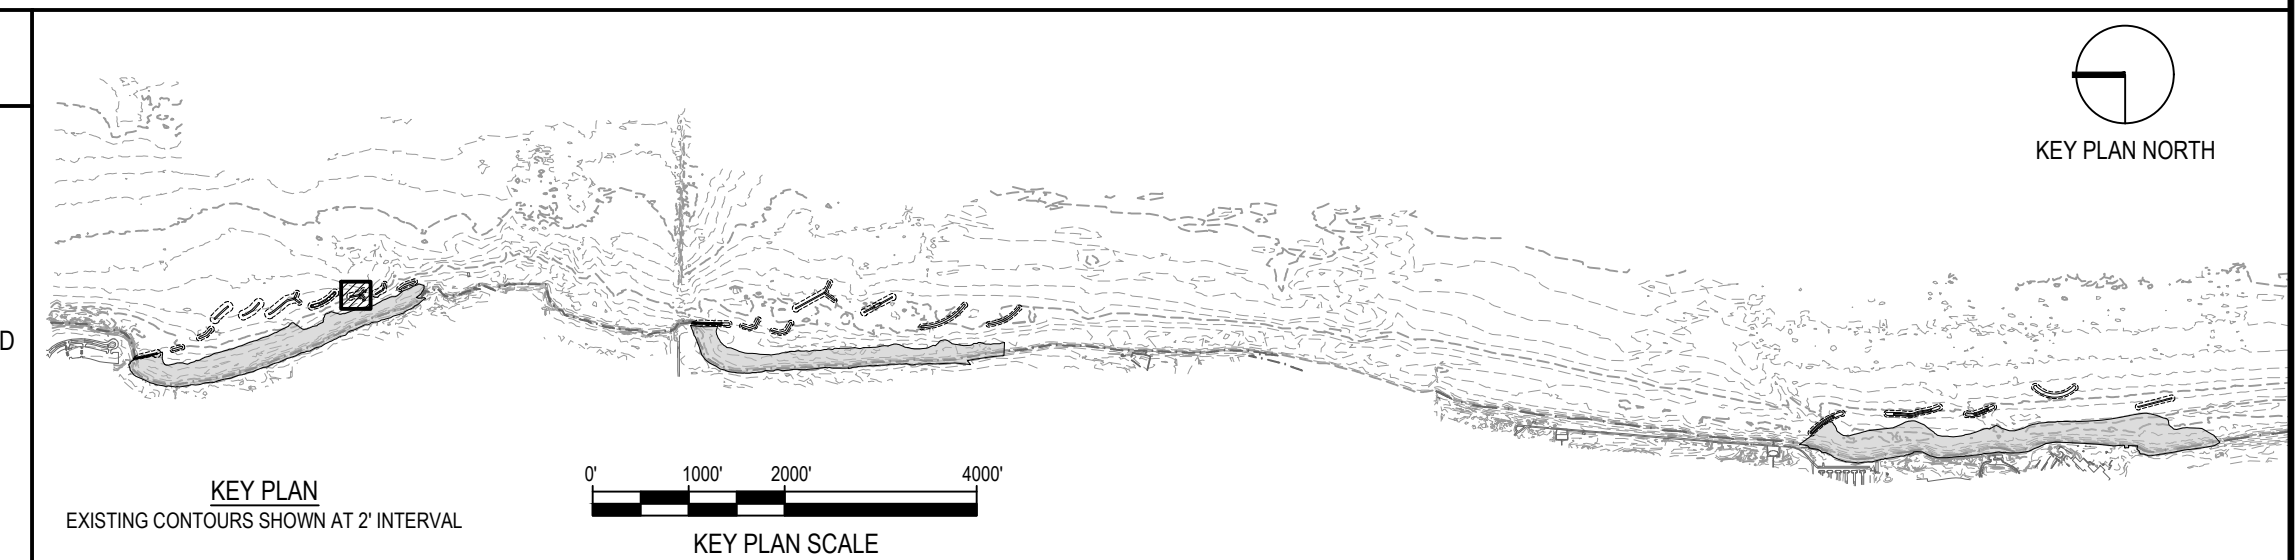 KEY PLAN NORTH
D
0' 1000' 2000' 4000'
KEY PLAN
EXISTING CONTOURS SHOWN AT 2' INTERVAL
KEY PLAN SCALE